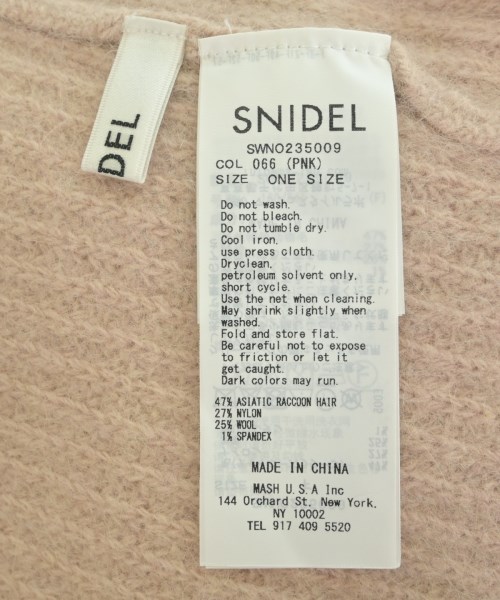 DEL
SNIDEL
SWNO235009
COL 066 (PNK)
SIZE ONE SIZE
Do not wash.
Do not bleach.
Do not tumble dry.
Cool iron.
use press cloth.
Dryclean.
petroleum solvent only.
short cycle.
Use the net when cleaning.
May shrink slightly when
washed.
Fold and store flat.
Be careful not to expose
to friction or let it
get caught.
Dark colors may run.
47% ASIATIC RACCOON HAIR
27% NYLON
25% WOOL
1% SPANDEX
MADE IN CHINA
MASH U.S.A Inc
144 Orchard St, New York,
NY 10002
TEL 917 409 5520